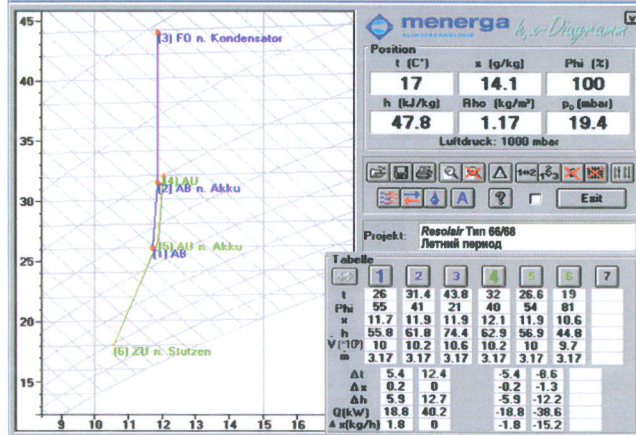 menerga
h,x-Diagramm
Position
t (C°) x (g/kg) Phi (%)
17 14.1 100
h (kJ/kg) Rho (kg/m³) pD (mbar)
47.8 1.17 19.4
Luftdruck: 1000 mbar
A ? Exit
Projekt: Resolair Тип 66/68
Летний период
45
40
35
30
25
20
15
9 10 11 12 13 14 15 16
(3) FO n. Kondensator
(4) AU
(2) AB n. Akku
(5) AU n. Akku
(1) AB
(6) ZU n. Stutzen
Tabelle
1 2 3 4 5 6 7
t 26 31.4 43.8 32 26.6 19
Phi 55 41 21 40 54 81
x 11.7 11.9 11.9 12.1 11.9 10.6
h 55.8 61.8 74.4 62.9 56.9 44.8
V (*10³) 10 10.2 10.6 10.2 10 9.7
m 3.17 3.17 3.17 3.17 3.17 3.17
Δt 5.4 12.4 -5.4 -8.6
Δx 0.2 0 -0.2 -1.3
Δh 5.9 12.7 -5.9 -12.2
Q(kW) 18.8 40.2 -18.8 -38.6
Δ x(kg/h) 1.8 0 -1.8 -15.2